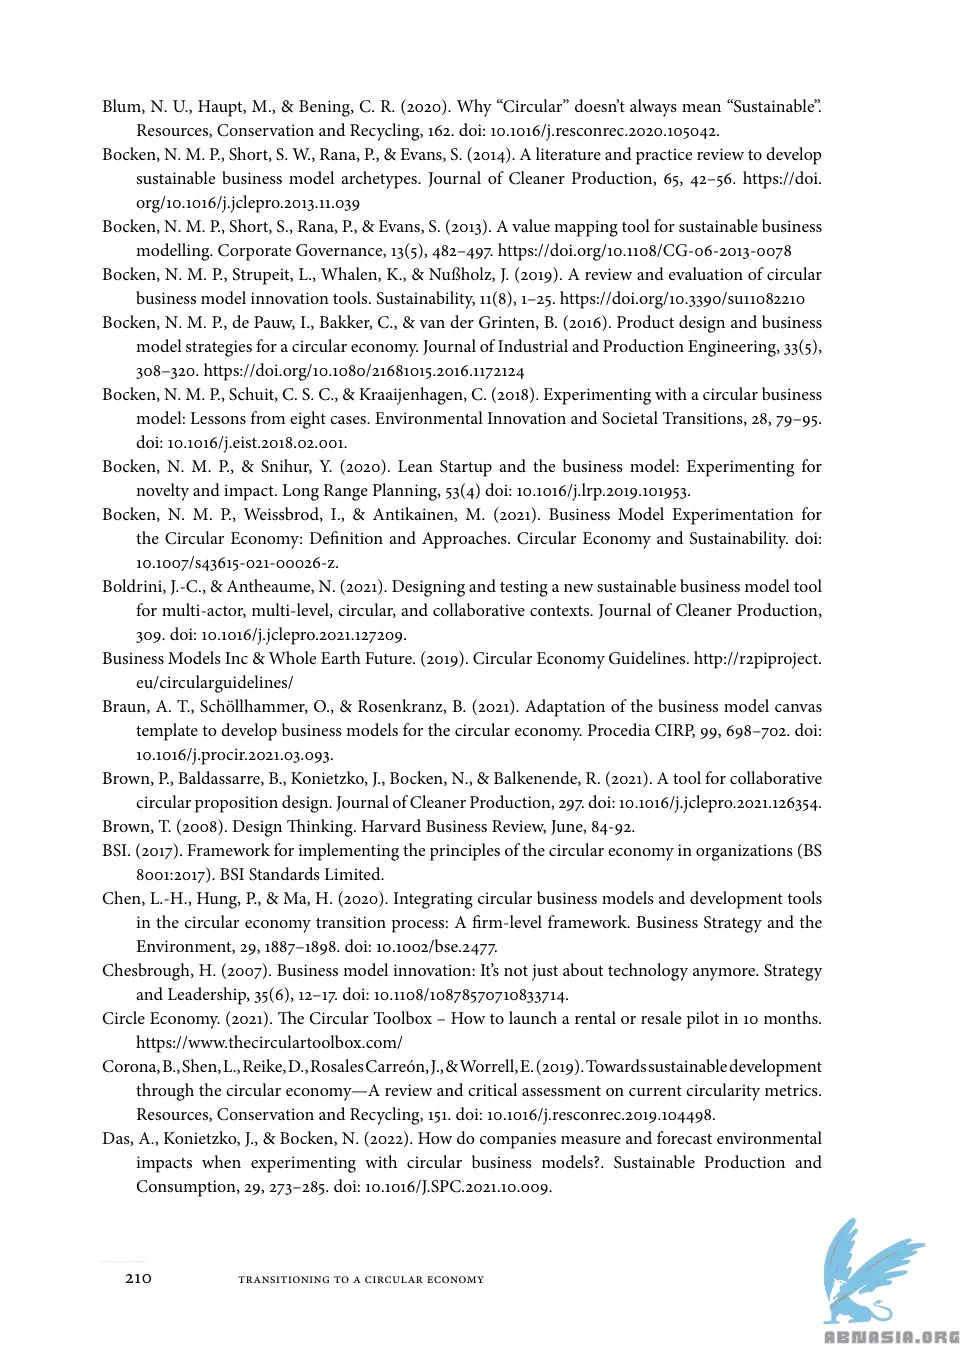 Blum, N. U., Haupt, M., & Bening, C. R. (2020). Why “Circular” doesn’t always mean “Sustainable”.
Resources, Conservation and Recycling, 162. doi: 10.1016/j.resconrec.2020.105042.
Bocken, N. M. P., Short, S. W., Rana, P., & Evans, S. (2014). A literature and practice review to develop
sustainable business model archetypes. Journal of Cleaner Production, 65, 42–56. https://doi.
org/10.1016/j.jclepro.2013.11.039
Bocken, N. M. P., Short, S., Rana, P., & Evans, S. (2013). A value mapping tool for sustainable business
modelling. Corporate Governance, 13(5), 482–497. https://doi.org/10.1108/CG-06-2013-0078
Bocken, N. M. P., Strupeit, L., Whalen, K., & Nußholz, J. (2019). A review and evaluation of circular
business model innovation tools. Sustainability, 11(8), 1–25. https://doi.org/10.3390/su11082210
Bocken, N. M. P., de Pauw, I., Bakker, C., & van der Grinten, B. (2016). Product design and business
model strategies for a circular economy. Journal of Industrial and Production Engineering, 33(5),
308–320. https://doi.org/10.1080/21681015.2016.1172124
Bocken, N. M. P., Schuit, C. S. C., & Kraaijenhagen, C. (2018). Experimenting with a circular business
model: Lessons from eight cases. Environmental Innovation and Societal Transitions, 28, 79–95.
doi: 10.1016/j.eist.2018.02.001.
Bocken, N. M. P., & Snihur, Y. (2020). Lean Startup and the business model: Experimenting for
novelty and impact. Long Range Planning, 53(4) doi: 10.1016/j.lrp.2019.101953.
Bocken, N. M. P., Weissbrod, I., & Antikainen, M. (2021). Business Model Experimentation for
the Circular Economy: Definition and Approaches. Circular Economy and Sustainability. doi:
10.1007/s43615-021-00026-z.
Boldrini, J.-C., & Antheaume, N. (2021). Designing and testing a new sustainable business model tool
for multi-actor, multi-level, circular, and collaborative contexts. Journal of Cleaner Production,
309. doi: 10.1016/j.jclepro.2021.127209.
Business Models Inc & Whole Earth Future. (2019). Circular Economy Guidelines. http://r2piproject.
eu/circularguidelines/
Braun, A. T., Schöllhammer, O., & Rosenkranz, B. (2021). Adaptation of the business model canvas
template to develop business models for the circular economy. Procedia CIRP, 99, 698–702. doi:
10.1016/j.procir.2021.03.093.
Brown, P., Baldassarre, B., Konietzko, J., Bocken, N., & Balkenende, R. (2021). A tool for collaborative
circular proposition design. Journal of Cleaner Production, 297. doi: 10.1016/j.jclepro.2021.126354.
Brown, T. (2008). Design Thinking. Harvard Business Review, June, 84-92.
BSI. (2017). Framework for implementing the principles of the circular economy in organizations (BS
8001:2017). BSI Standards Limited.
Chen, L.-H., Hung, P., & Ma, H. (2020). Integrating circular business models and development tools
in the circular economy transition process: A firm-level framework. Business Strategy and the
Environment, 29, 1887–1898. doi: 10.1002/bse.2477.
Chesbrough, H. (2007). Business model innovation: It’s not just about technology anymore. Strategy
and Leadership, 35(6), 12–17. doi: 10.1108/10878570710833714.
Circle Economy. (2021). The Circular Toolbox – How to launch a rental or resale pilot in 10 months.
https://www.thecirculartoolbox.com/
Corona, B., Shen, L., Reike, D., Rosales Carreón, J., & Worrell, E. (2019). Towards sustainable development
through the circular economy—A review and critical assessment on current circularity metrics.
Resources, Conservation and Recycling, 151. doi: 10.1016/j.resconrec.2019.104498.
Das, A., Konietzko, J., & Bocken, N. (2022). How do companies measure and forecast environmental
impacts when experimenting with circular business models?. Sustainable Production and
Consumption, 29, 273–285. doi: 10.1016/J.SPC.2021.10.009.
210 TRANSITIONING TO A CIRCULAR ECONOMY
ABNASIA.ORG